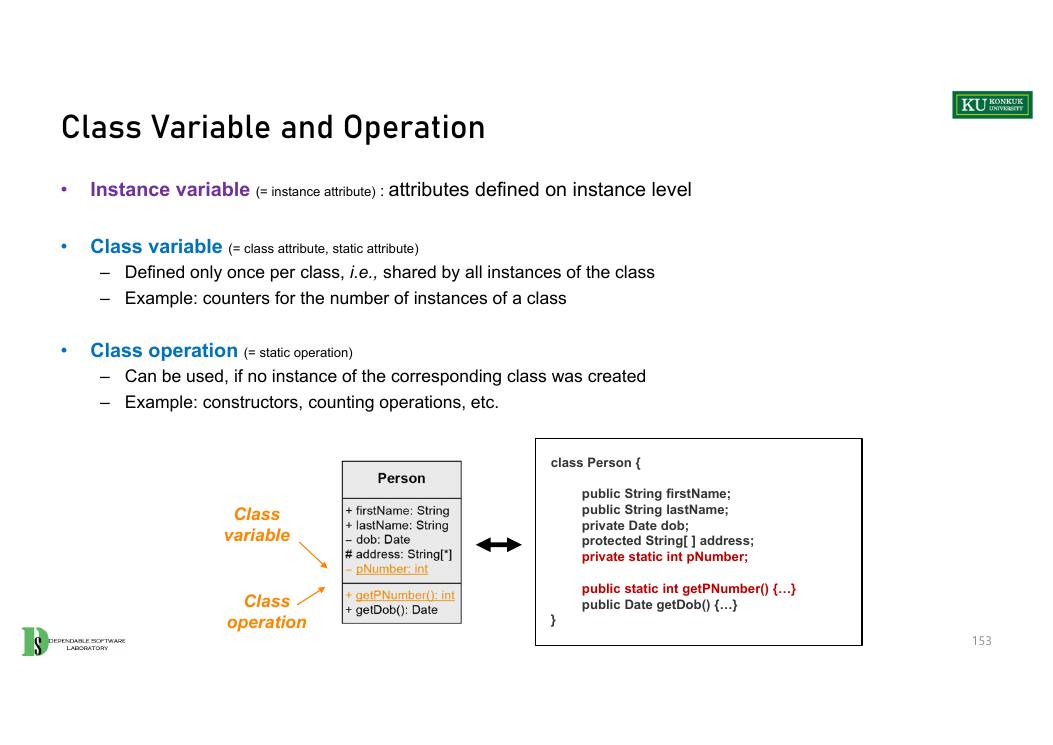 KU KONKUK
UNIVERSITY
Class Variable and Operation
• Instance variable (= instance attribute) : attributes defined on instance level
• Class variable (= class attribute, static attribute)
– Defined only once per class, i.e., shared by all instances of the class
– Example: counters for the number of instances of a class
• Class operation (= static operation)
– Can be used, if no instance of the corresponding class was created
– Example: constructors, counting operations, etc.
Class
variable
Class
operation
Person
+ firstName: String
+ lastName: String
– dob: Date
# address: String[*]
– pNumber: int
+ getPNumber(): int
+ getDob(): Date
class Person {
public String firstName;
public String lastName;
private Date dob;
protected String[ ] address;
private static int pNumber;
public static int getPNumber() {…}
public Date getDob() {…}
}
DS DEPENDABLE SOFTWARE
LABORATORY
153